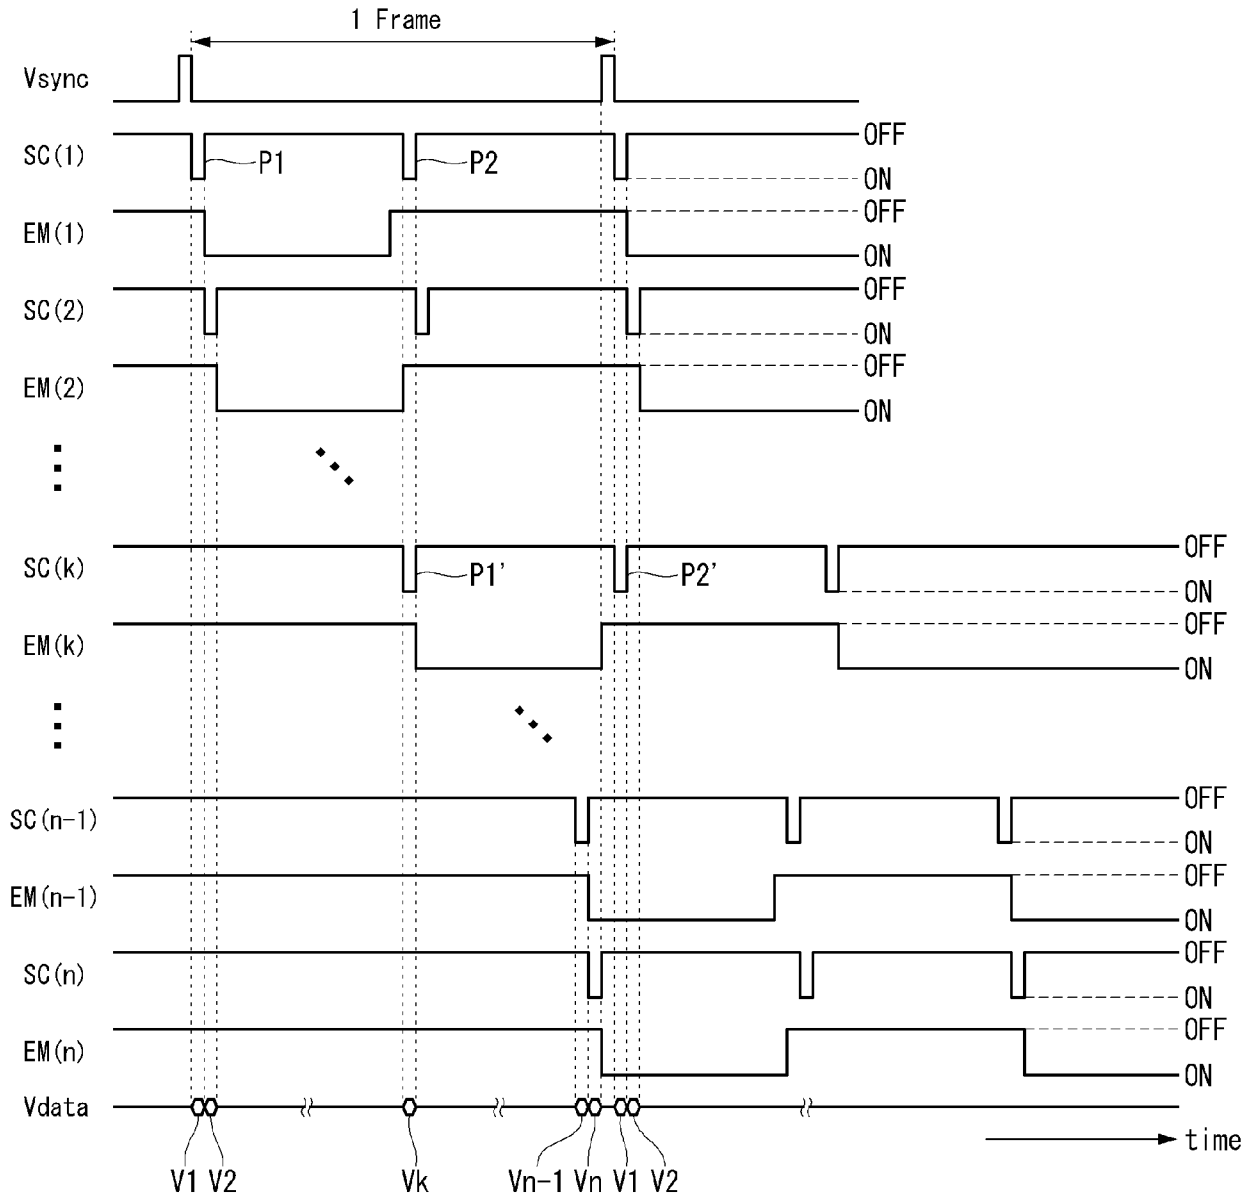 1 Frame
Vsync
SC(1)
P1
P2
OFF
ON
EM(1)
OFF
ON
SC(2)
OFF
ON
EM(2)
OFF
ON
SC(k)
P1'
P2'
OFF
ON
EM(k)
OFF
ON
SC(n-1)
OFF
ON
EM(n-1)
OFF
ON
SC(n)
OFF
ON
EM(n)
OFF
ON
Vdata
time
V1 V2 Vk Vn-1 Vn V1 V2